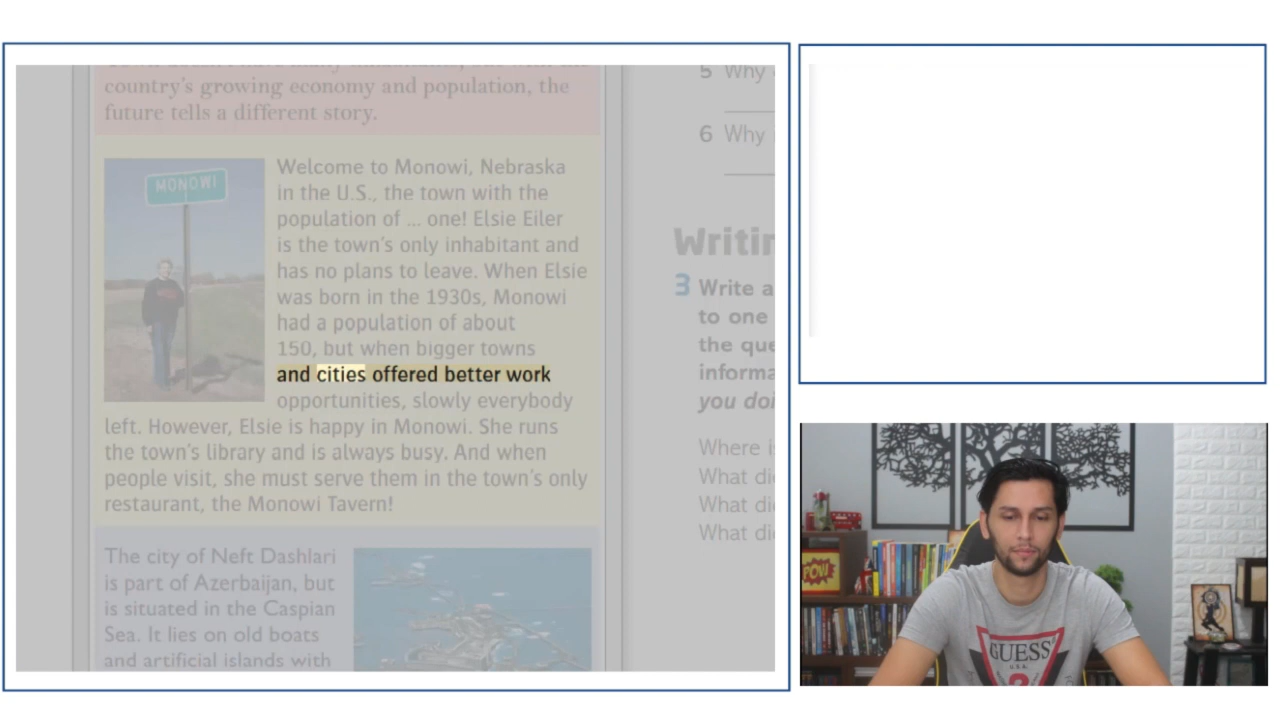 country's growing economy and population, the
future tells a different story.
MONOWI
Welcome to Monowi, Nebraska
in the U.S., the town with the
population of ... one! Elsie Eiler
is the town's only inhabitant and
has no plans to leave. When Elsie
was born in the 1930s, Monowi
had a population of about
150, but when bigger towns
and cities offered better work
opportunities, slowly everybody
left. However, Elsie is happy in Monowi. She runs
the town's library and is always busy. And when
people visit, she must serve them in the town's only
restaurant, the Monowi Tavern!
The city of Neft Dashlari
is part of Azerbaijan, but
is situated in the Caspian
Sea. It lies on old boats
and artificial islands with
5 Why
6 Why
3 Write a
to one
the que
informa
you doi
Where i
What di
What di
What di
POW
GUESS
U.S.A.
?